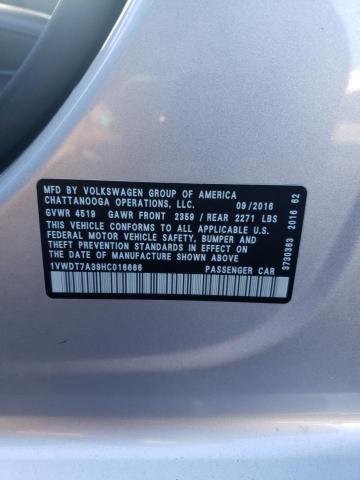 MFD BY VOLKSWAGEN GROUP OF AMERICA
CHATTANOOGA OPERATIONS, LLC. 09/2016
GVWR 4519 GAWR FRONT 2359 / REAR 2271 LBS
THIS VEHICLE CONFORMS TO ALL APPLICABLE U.S.
FEDERAL MOTOR VEHICLE SAFETY, BUMPER AND
THEFT PREVENTION STANDARDS IN EFFECT ON
THE DATE OF MANUFACTURE SHOWN ABOVE
1VWDT7A39HC016666 PASSENGER CAR
3730363 2016 62